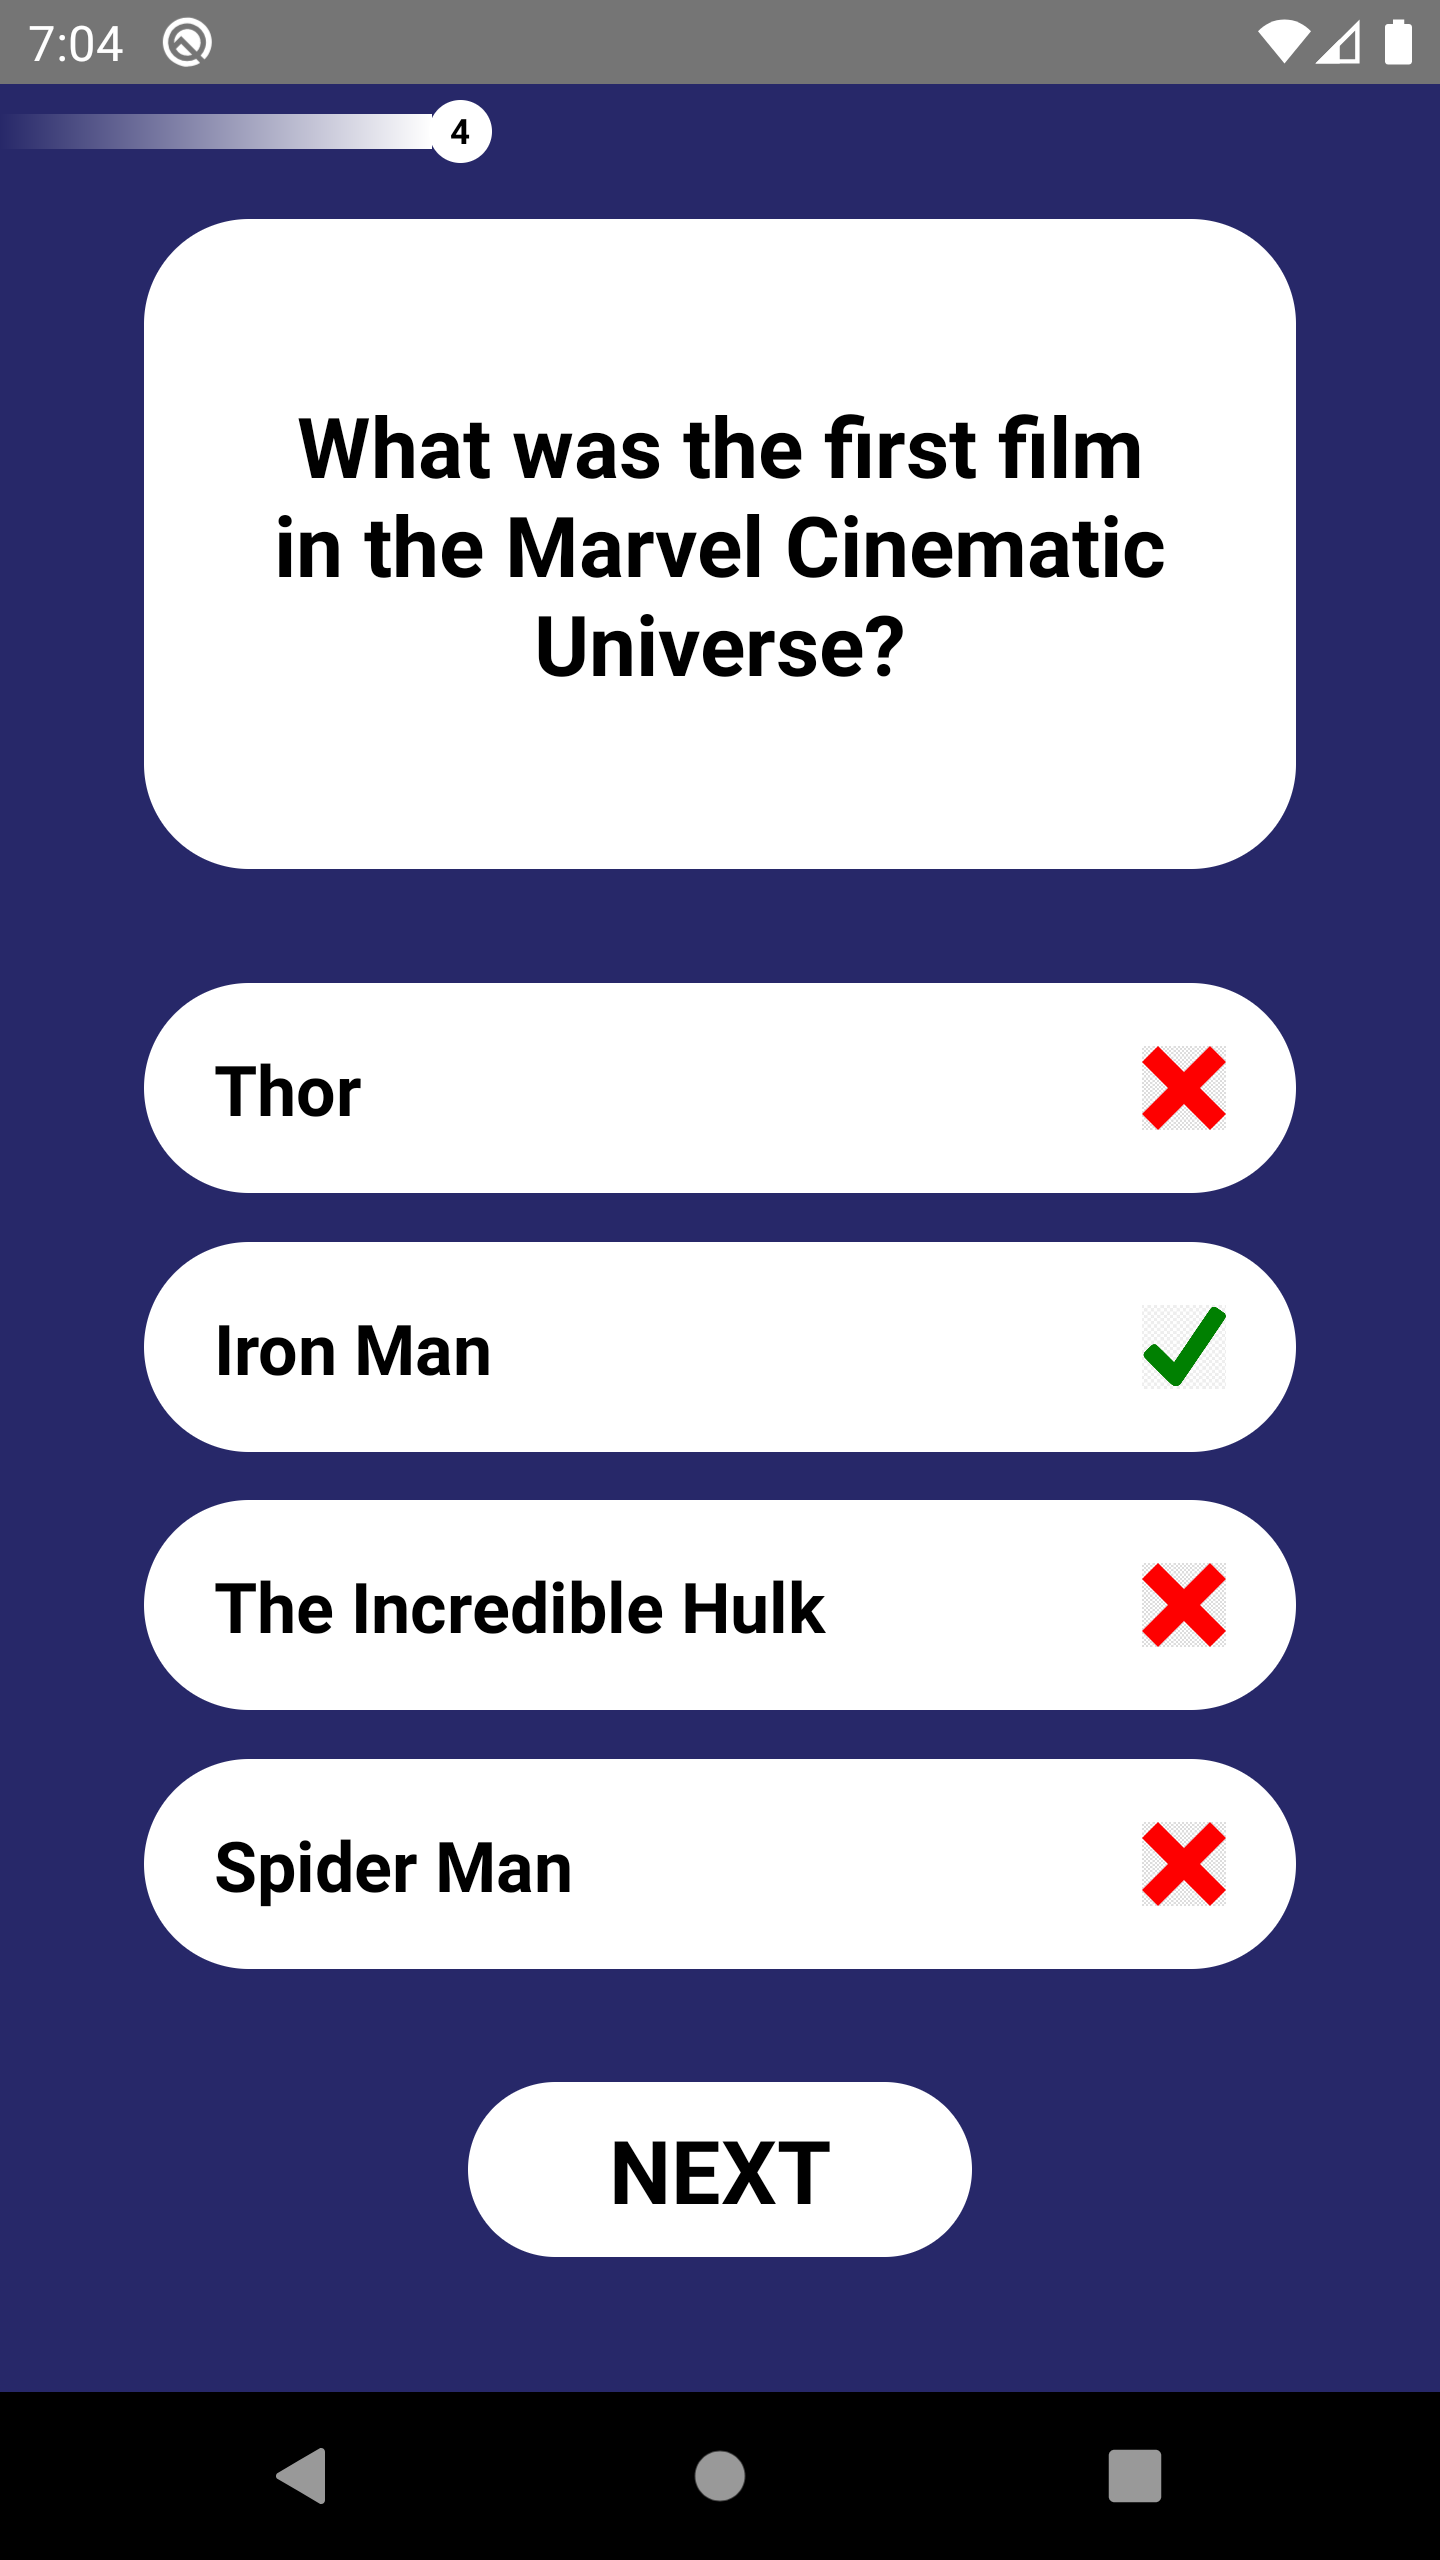 7:04
4
What was the first film
in the Marvel Cinematic
Universe?
Thor
Iron Man
The Incredible Hulk
Spider Man
NEXT